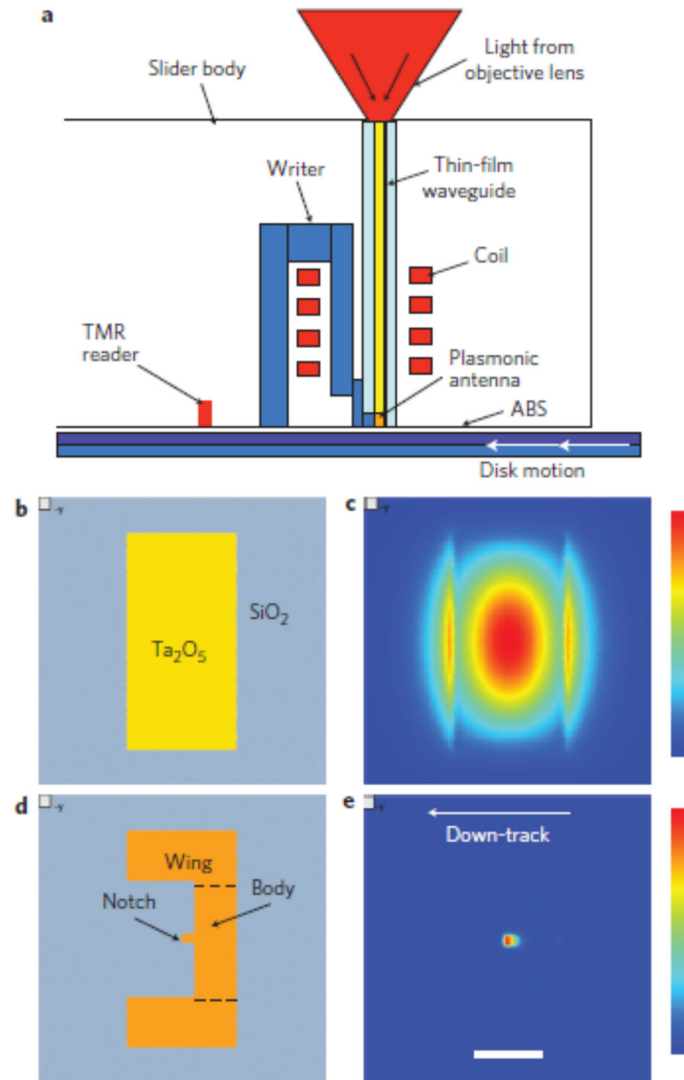 a
Light from
objective lens
Slider body
Writer
Thin-film
waveguide
Coil
TMR
reader
Plasmonic
antenna
ABS
Disk motion
b
-y
Ta₂O₅
SiO₂
c
-y
d
-y
Wing
Notch
Body
e
-y
Down-track